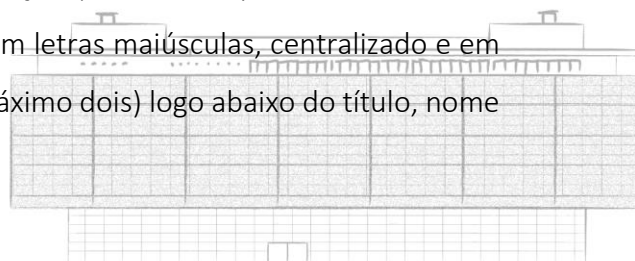 m letras maiúsculas, centralizado e em
áximo dois) logo abaixo do título, nome